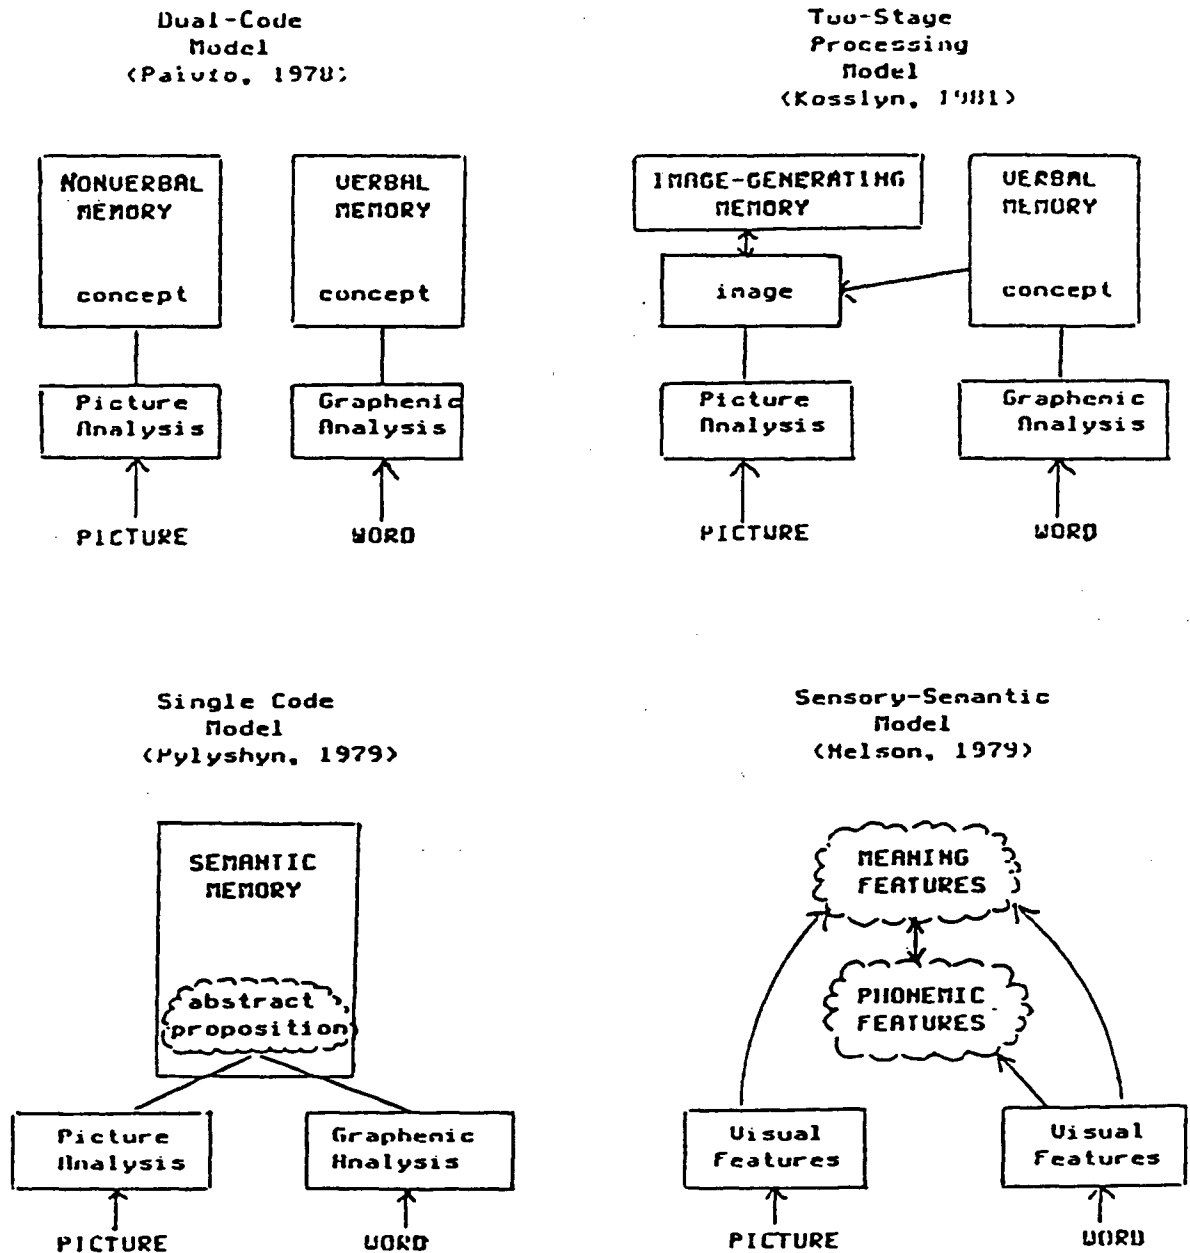 Dual-Code
Model
(Paivio, 1978)
NONVERBAL
MEMORY
concept
Picture
Analysis
PICTURE
VERBAL
MEMORY
concept
Graphemic
Analysis
WORD
Two-Stage
Processing
Model
(Kosslyn, 1981)
IMAGE-GENERATING
MEMORY
image
Picture
Analysis
PICTURE
VERBAL
MEMORY
concept
Graphemic
Analysis
WORD
Single Code
Model
(Pylyshyn, 1979)
SEMANTIC
MEMORY
abstract
proposition
Picture
Analysis
PICTURE
Graphemic
Analysis
WORD
Sensory-Semantic
Model
(Nelson, 1979)
MEANING
FEATURES
PHONEMIC
FEATURES
Visual
Features
PICTURE
Visual
Features
WORD